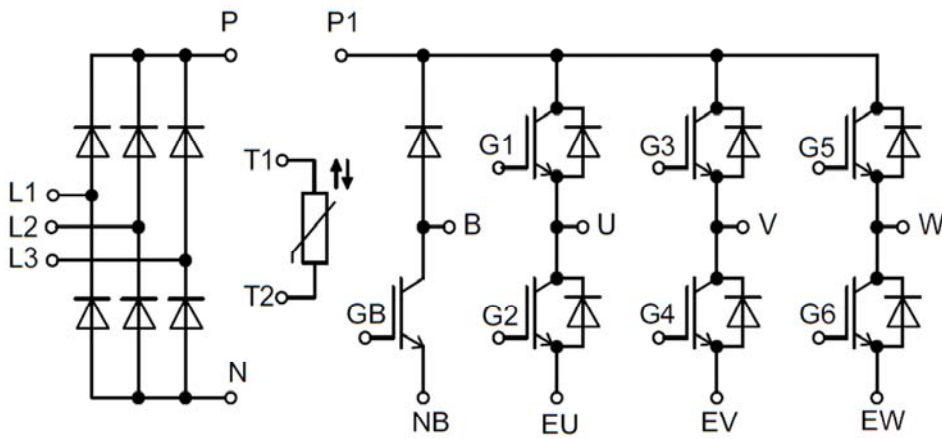 P P1
G1 G3 G5
T1
L1
L2 B U V W
L3
T2 GB G2 G4 G6
N
NB EU EV EW